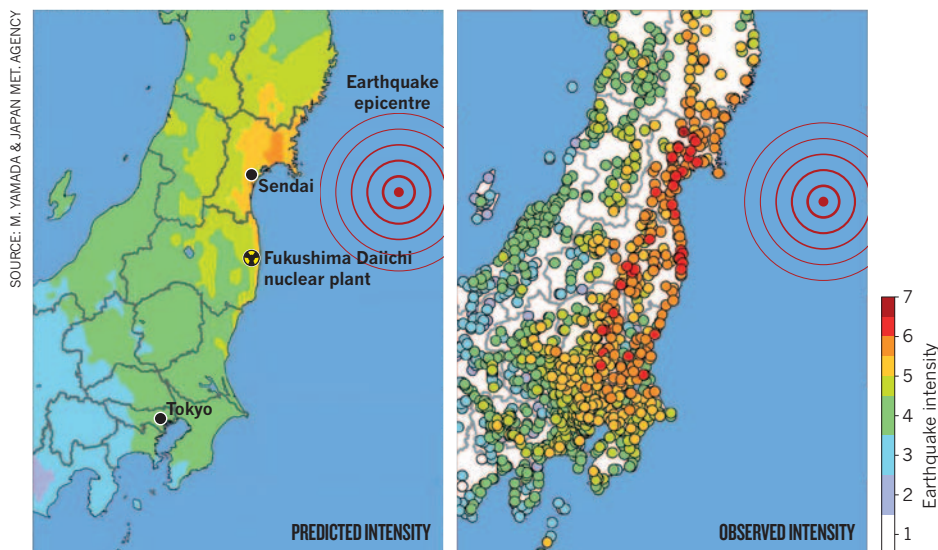 SOURCE: M. YAMADA & JAPAN MET. AGENCY
Earthquake
epicentre
Sendai
Fukushima Daiichi
nuclear plant
Tokyo
PREDICTED INTENSITY
OBSERVED INTENSITY
7
6
5
4
3
2
1
Earthquake intensity